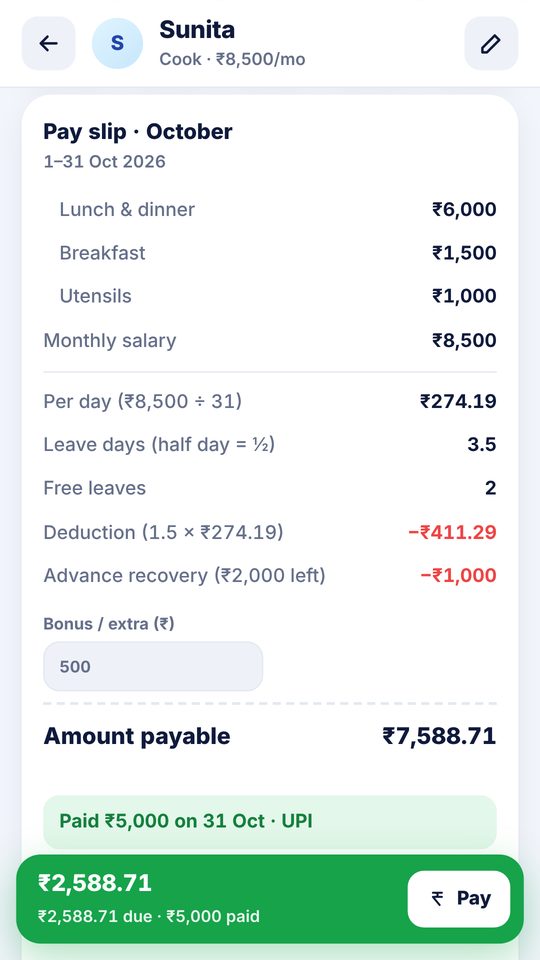 S
Sunita
Cook · ₹8,500/mo
Pay slip · October
1–31 Oct 2026
Lunch & dinner ₹6,000
Breakfast ₹1,500
Utensils ₹1,000
Monthly salary ₹8,500
Per day (₹8,500 ÷ 31) ₹274.19
Leave days (half day = ½) 3.5
Free leaves 2
Deduction (1.5 × ₹274.19) −₹411.29
Advance recovery (₹2,000 left) −₹1,000
Bonus / extra (₹)
500
Amount payable ₹7,588.71
Paid ₹5,000 on 31 Oct · UPI
₹2,588.71
₹2,588.71 due · ₹5,000 paid
₹ Pay